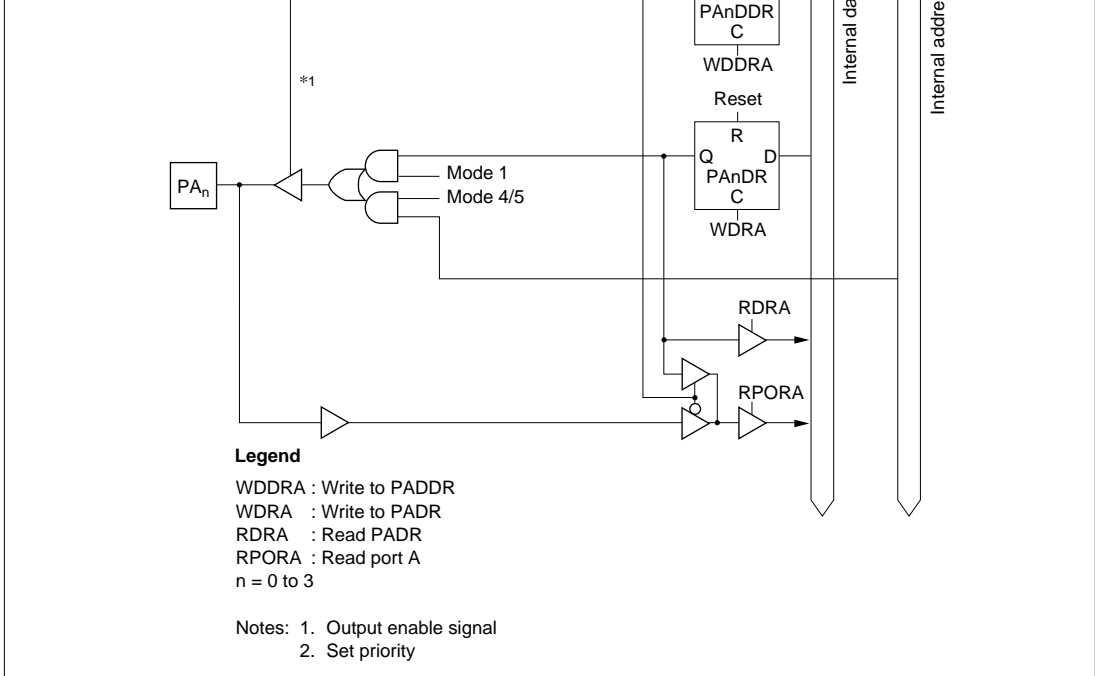 PAnDDR
C
WDDRA
*1
Reset
R
Q D
PAnDR
C
WDRA
PAn
Mode 1
Mode 4/5
RDRA
RPORA
Internal
Internal
Legend
WDDRA : Write to PADDR
WDRA : Write to PADR
RDRA : Read PADR
RPORA : Read port A
n = 0 to 3
Notes: 1. Output enable signal
2. Set priority